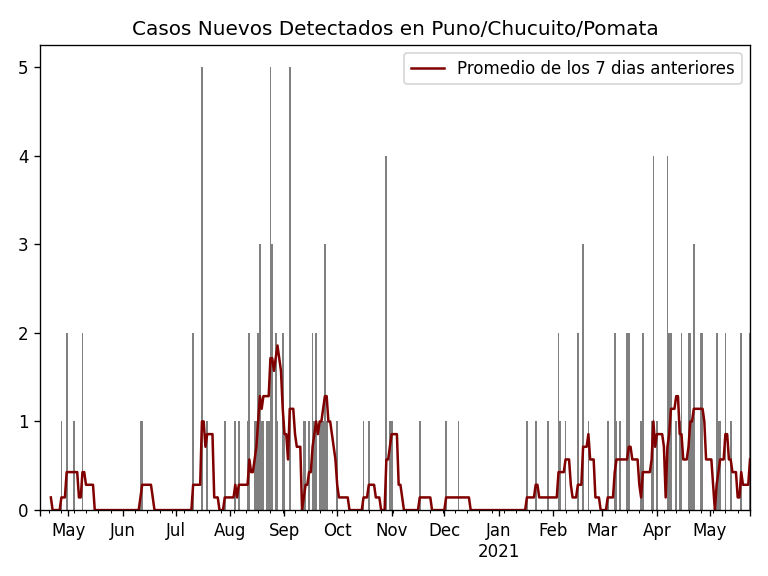 Casos Nuevos Detectados en Puno/Chucuito/Pomata
Promedio de los 7 dias anteriores
5
4
3
2
1
0
May Jun Jul Aug Sep Oct Nov Dec Jan Feb Mar Apr May
2021